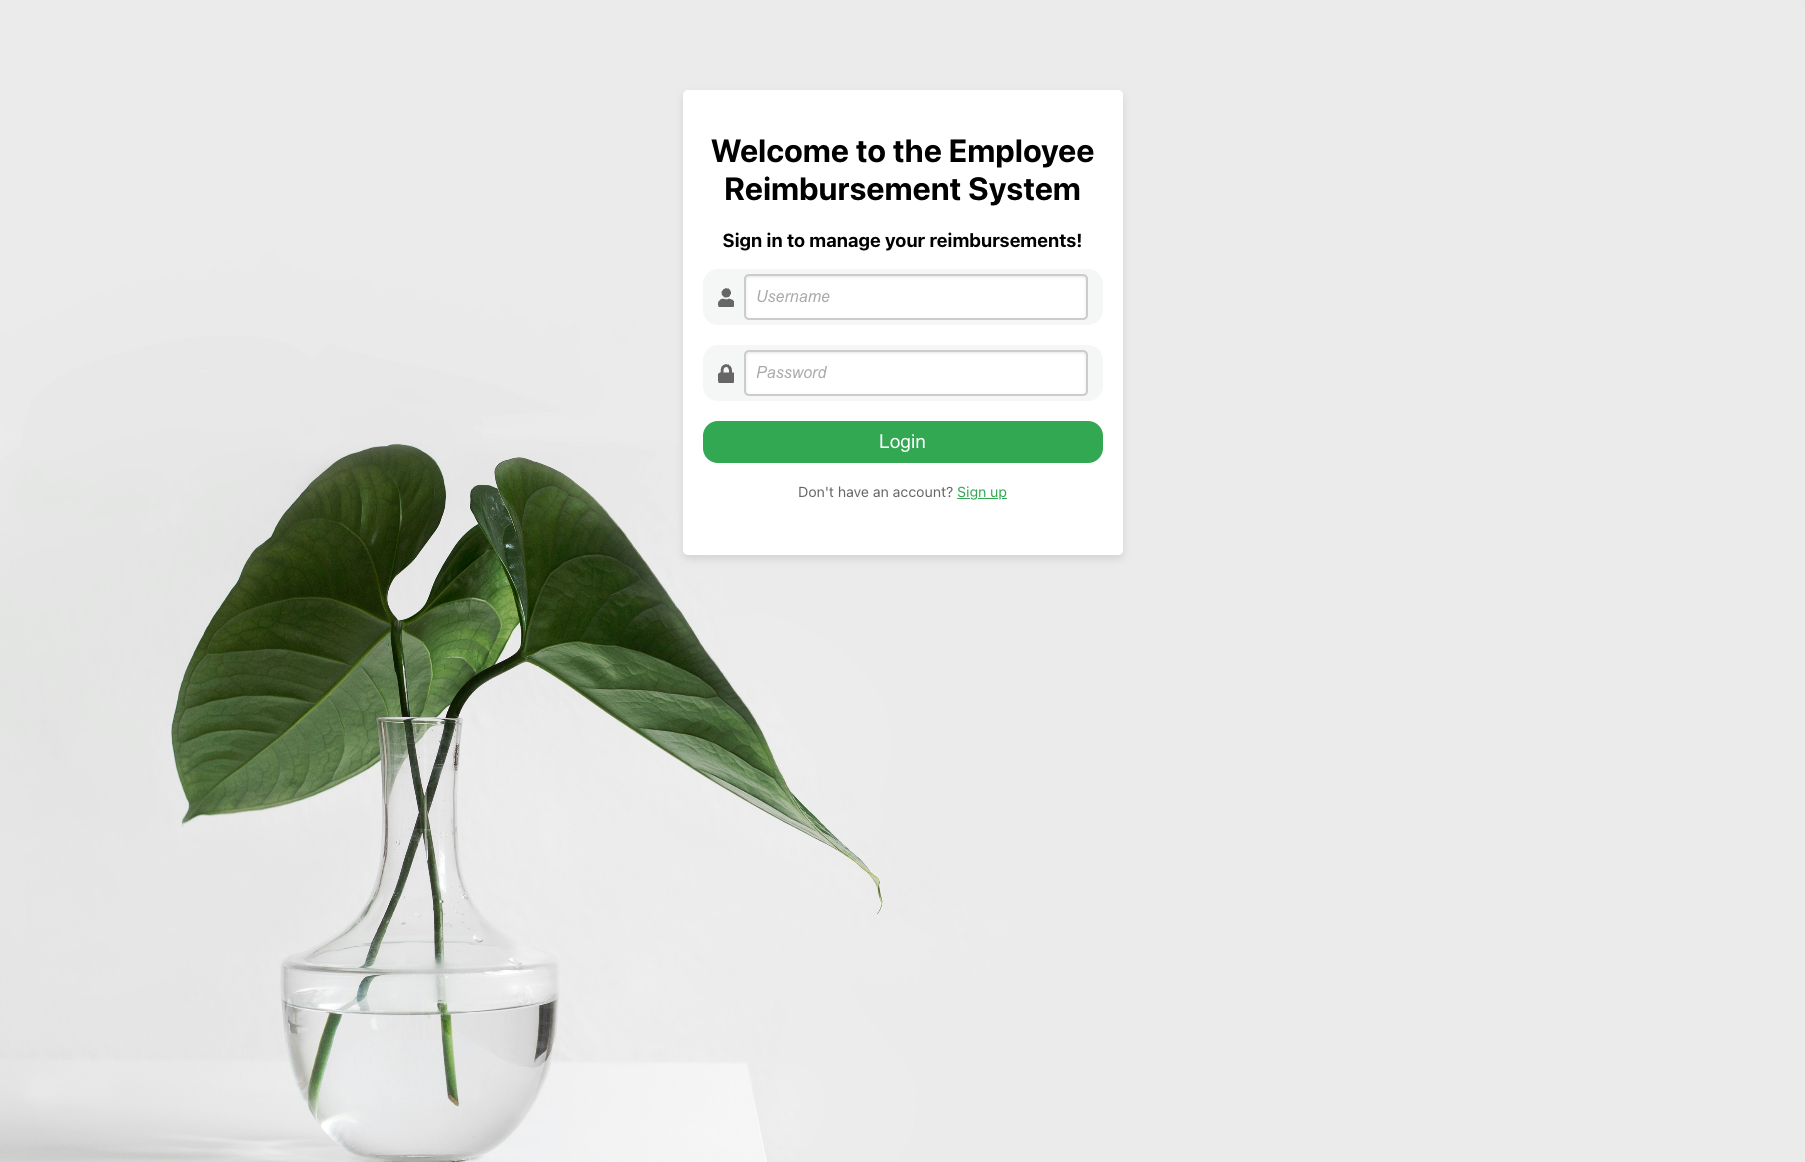 Welcome to the Employee
Reimbursement System
Sign in to manage your reimbursements!
Username
Password
Login
Don't have an account? Sign up